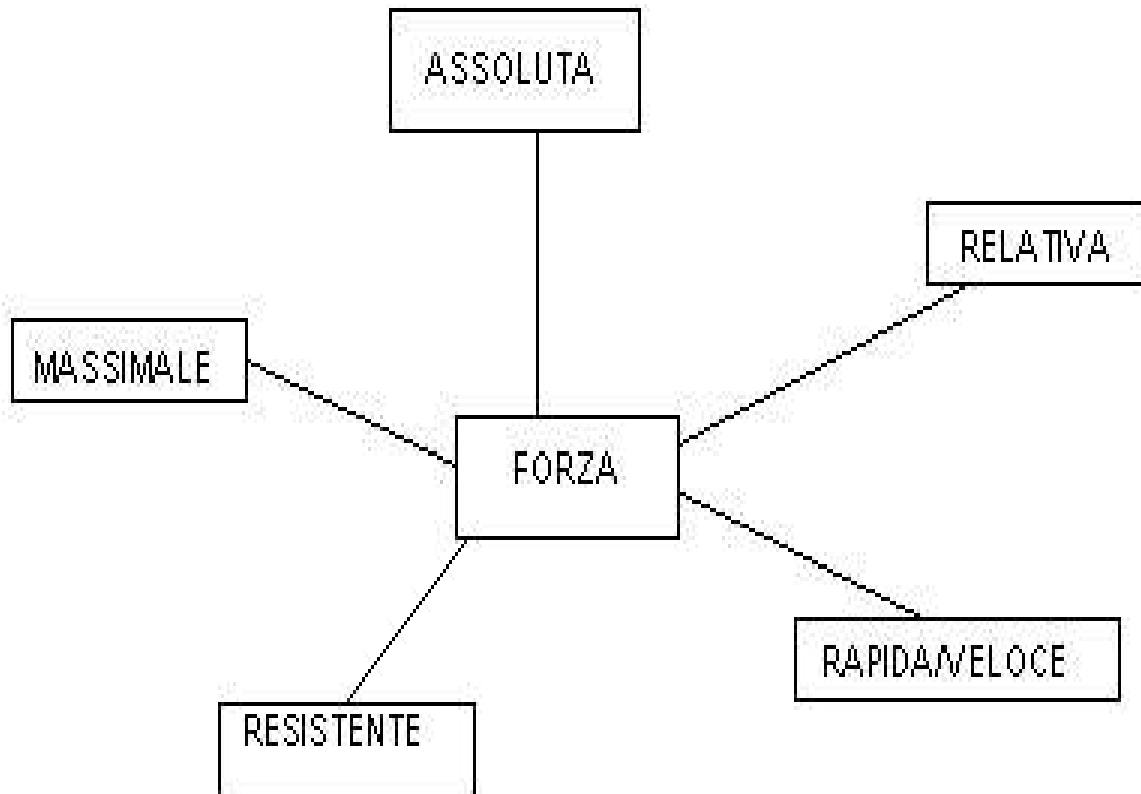 ASSOLUTA
RELATIVA
MASSIMALE
FORZA
RAPIDA/VELOCE
RESISTENTE